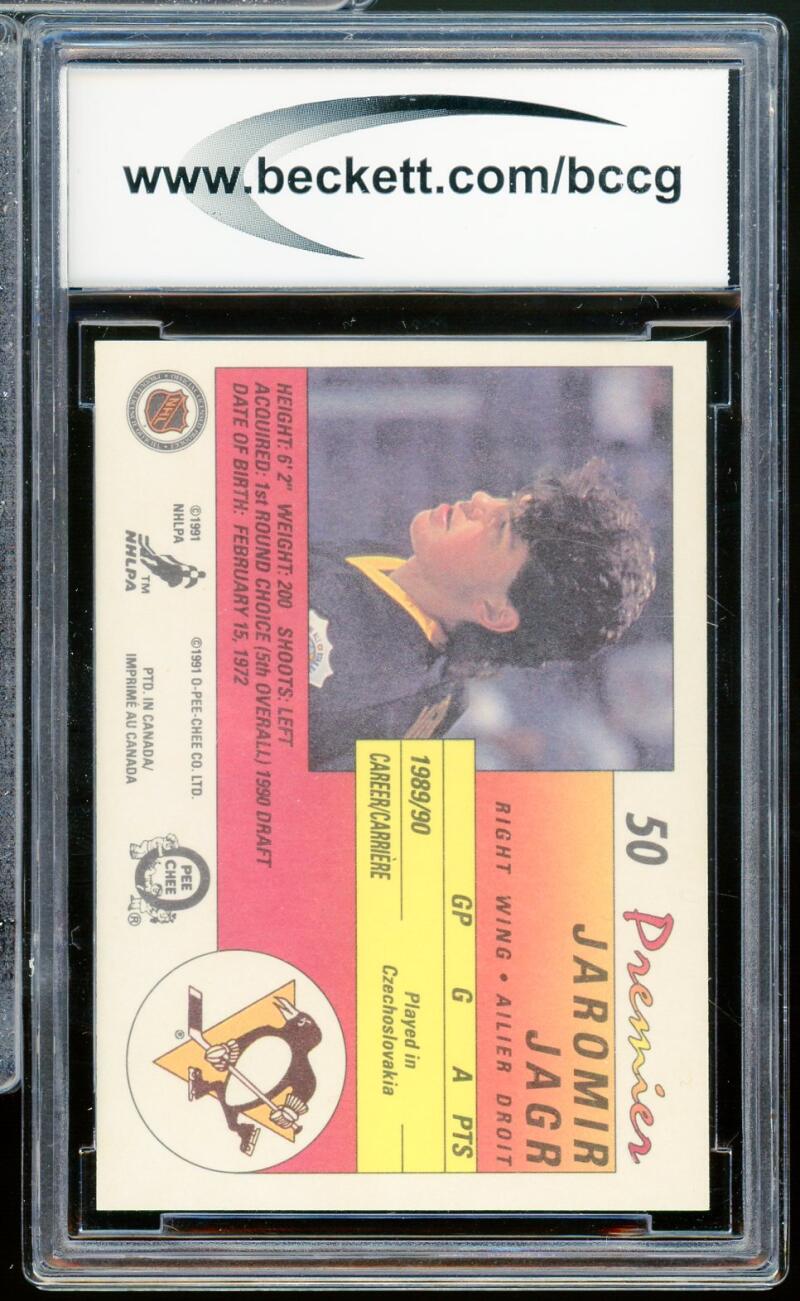 www.beckett.com/bccg
50 Premier
JAROMIR
JAGR
RIGHT WING • AILIER DROIT
GP G A PTS
1989/90 Played in
CAREER/CARRIÈRE Czechoslovakia
HEIGHT: 6' 2" WEIGHT: 200 SHOOTS: LEFT
ACQUIRED: 1st ROUND CHOICE (5th OVERALL) 1990 DRAFT
DATE OF BIRTH: FEBRUARY 15, 1972
®
NHL
©1991
NHLPA
TM
NHLPA
©1991 O-PEE-CHEE CO. LTD.
PTD. IN CANADA/
IMPRIMÉ AU CANADA
O
PEE
CHEE
®